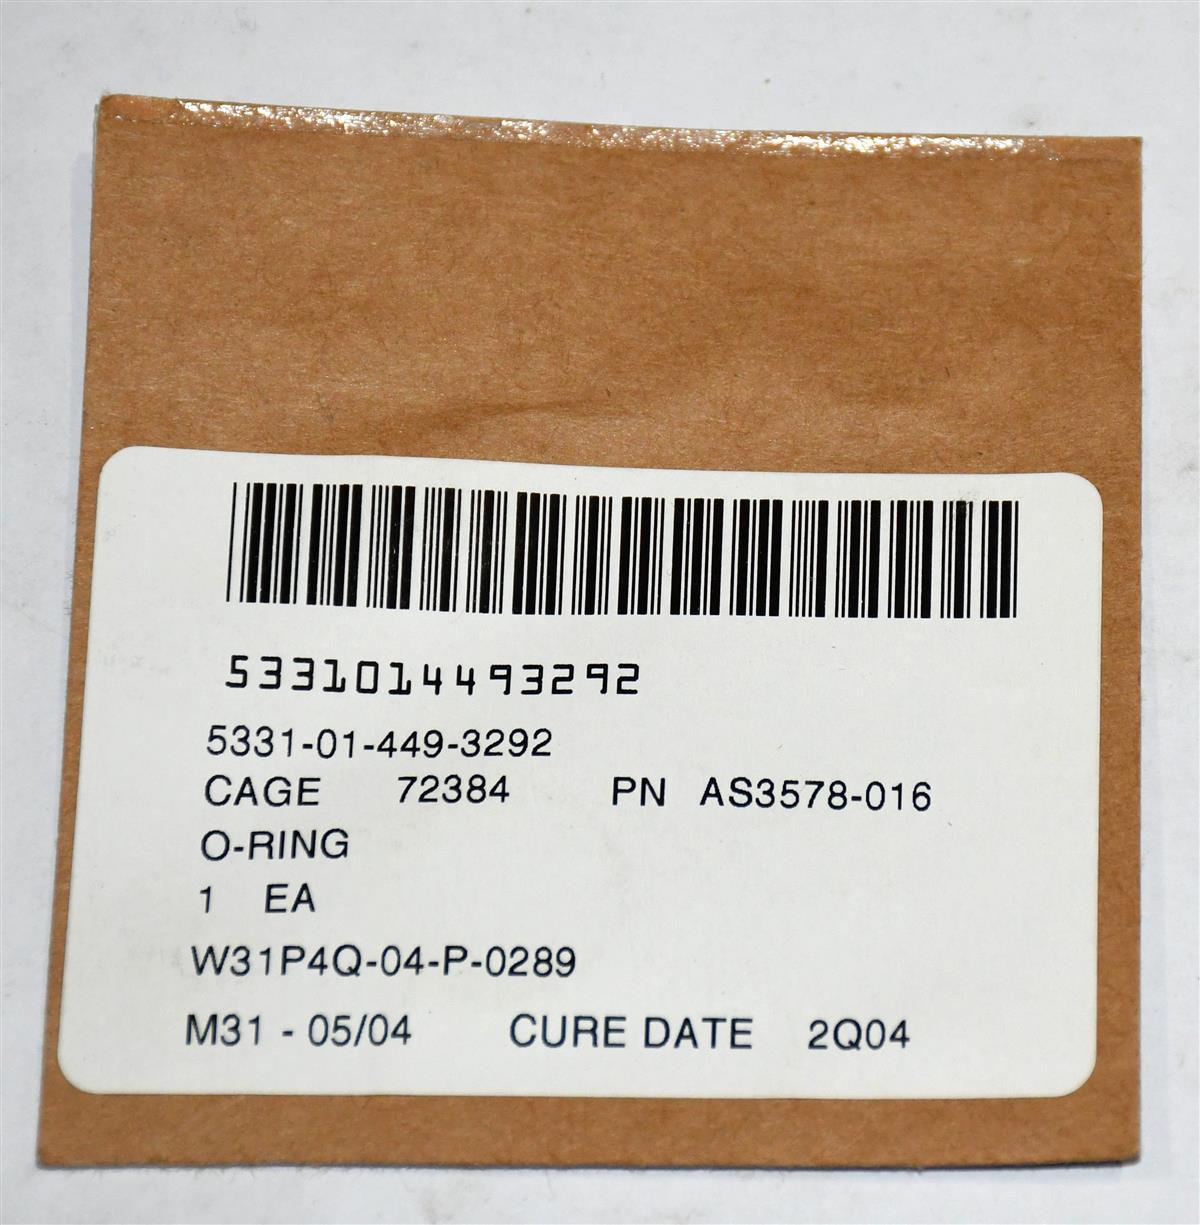 5331014493292
5331-01-449-3292
CAGE 72384 PN AS3578-016
O-RING
1 EA
W31P4Q-04-P-0289
M31 - 05/04 CURE DATE 2Q04